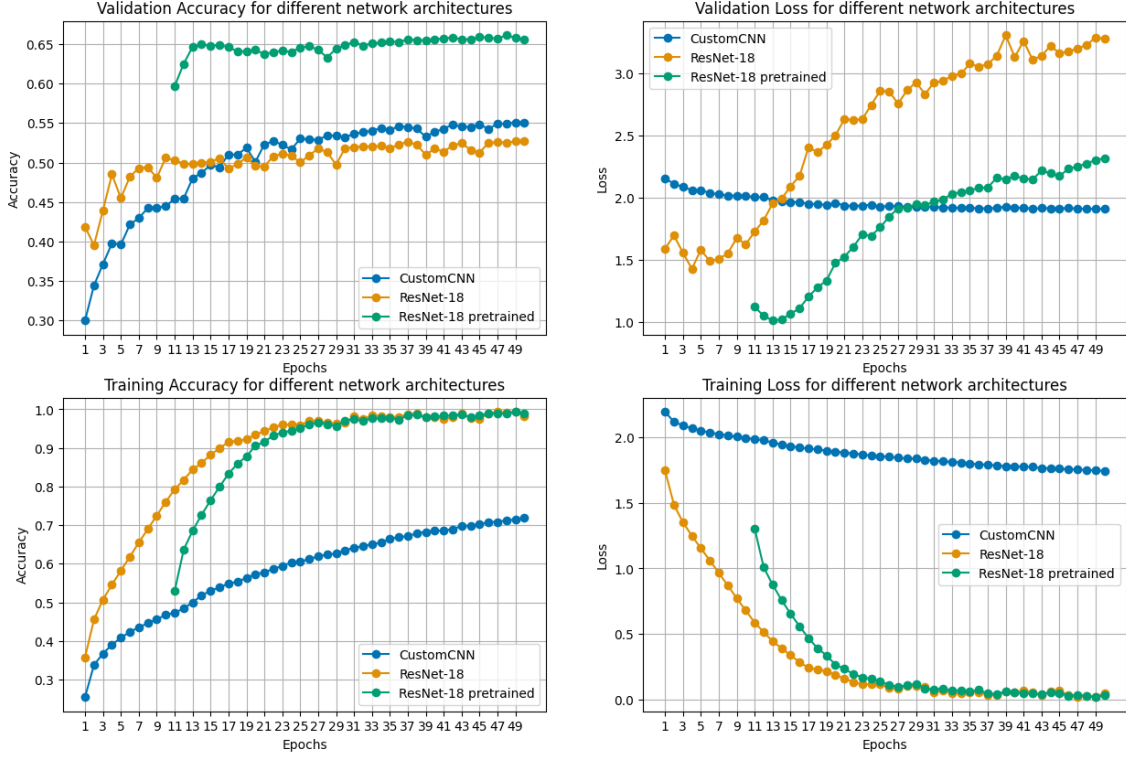 Validation Accuracy for different network architectures
Accuracy
0.65
0.60
0.55
0.50
0.45
0.40
0.35
0.30
CustomCNN
ResNet-18
ResNet-18 pretrained
1 3 5 7 9 11 13 15 17 19 21 23 25 27 29 31 33 35 37 39 41 43 45 47 49
Epochs
Validation Loss for different network architectures
Loss
3.0
2.5
2.0
1.5
1.0
CustomCNN
ResNet-18
ResNet-18 pretrained
1 3 5 7 9 11 13 15 17 19 21 23 25 27 29 31 33 35 37 39 41 43 45 47 49
Epochs
Training Accuracy for different network architectures
Accuracy
1.0
0.9
0.8
0.7
0.6
0.5
0.4
0.3
CustomCNN
ResNet-18
ResNet-18 pretrained
1 3 5 7 9 11 13 15 17 19 21 23 25 27 29 31 33 35 37 39 41 43 45 47 49
Epochs
Training Loss for different network architectures
Loss
2.0
1.5
1.0
0.5
0.0
CustomCNN
ResNet-18
ResNet-18 pretrained
1 3 5 7 9 11 13 15 17 19 21 23 25 27 29 31 33 35 37 39 41 43 45 47 49
Epochs